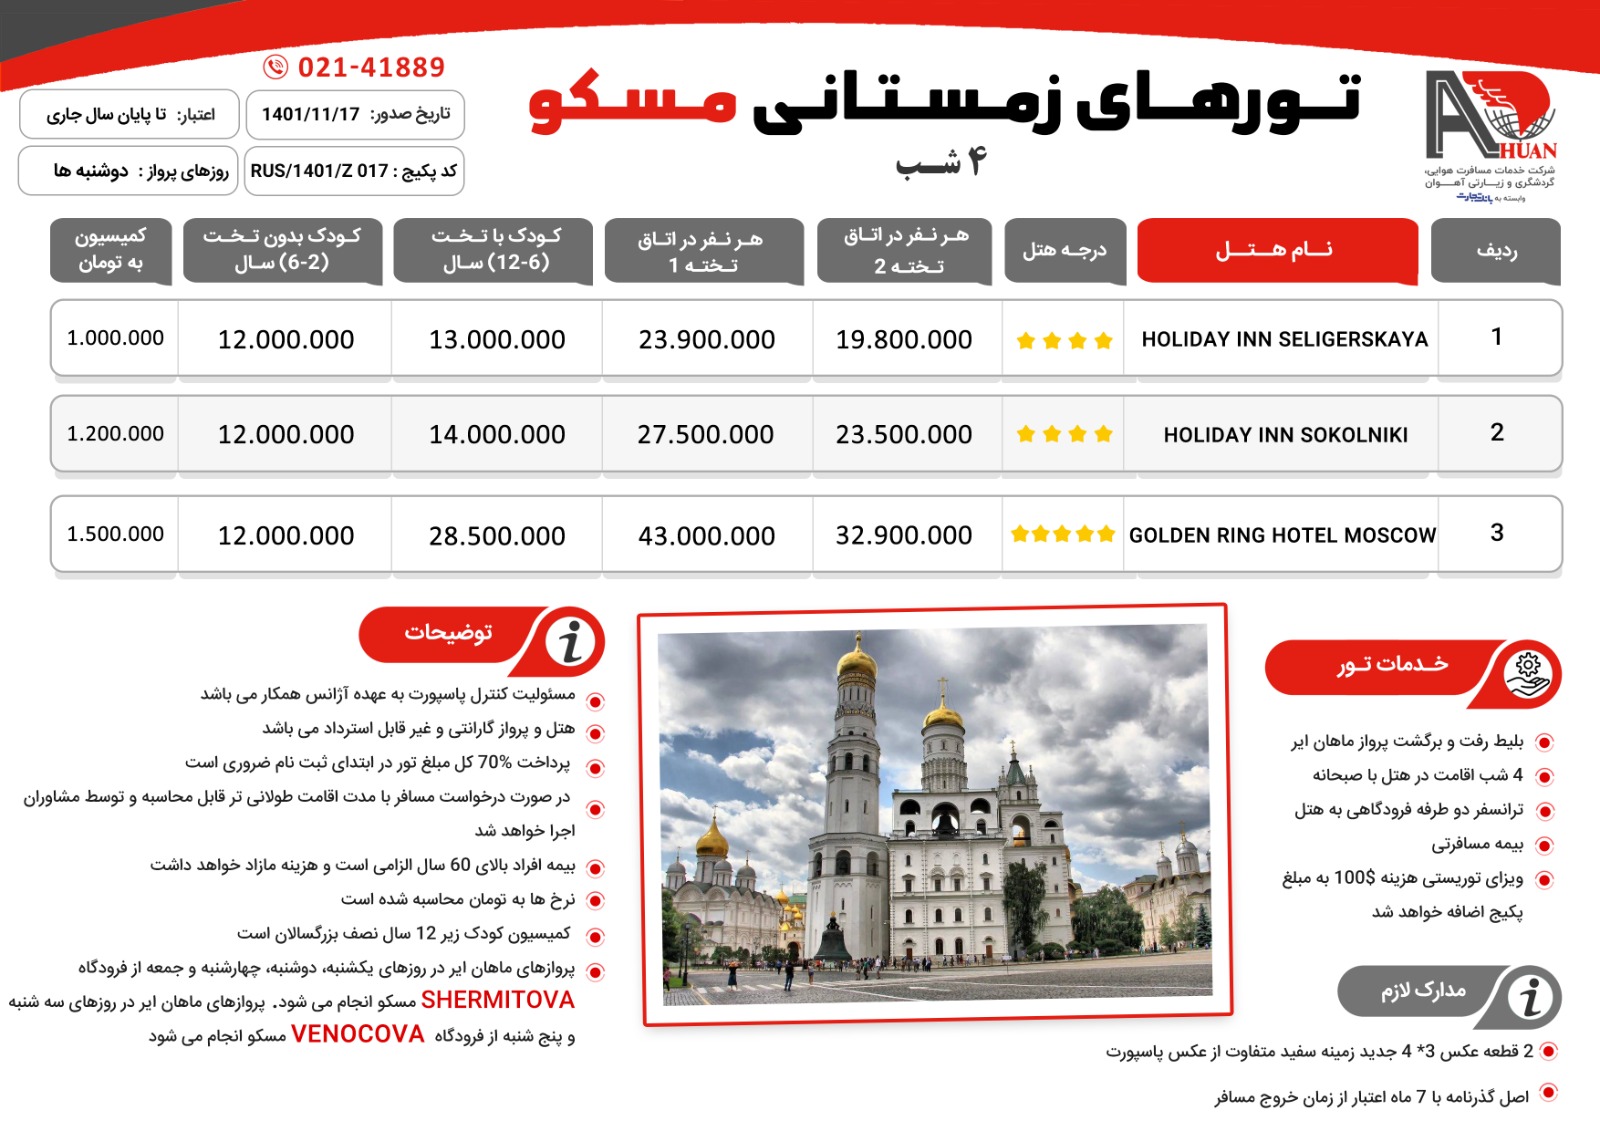 021-41889
تاریخ صدور: 1401/11/17
اعتبار: تا پایان سال جاری
کد پکیج : RUS/1401/Z 017
روزهای پرواز : دوشنبه ها
تورهای زمستانی مسکو
۴ شب
AHUAN
شرکت خدمات مسافرت هوایی،
گردشگری و زیارتی آهوان
وابسته به بانک تجارت
ردیف | نام هتل | درجه هتل | هر نفر در اتاق 2 تخته | هر نفر در اتاق 1 تخته | کودک با تخت (12-6) سال | کودک بدون تخت (6-2) سال | کمیسیون به تومان
1 | HOLIDAY INN SELIGERSKAYA | 19.800.000 | 23.900.000 | 13.000.000 | 12.000.000 | 1.000.000
2 | HOLIDAY INN SOKOLNIKI | 23.500.000 | 27.500.000 | 14.000.000 | 12.000.000 | 1.200.000
3 | GOLDEN RING HOTEL MOSCOW | 32.900.000 | 43.000.000 | 28.500.000 | 12.000.000 | 1.500.000
خدمات تور
بلیط رفت و برگشت پرواز ماهان ایر
4 شب اقامت در هتل با صبحانه
ترانسفر دو طرفه فرودگاهی به هتل
بیمه مسافرتی
ویزای توریستی هزینه 100$ به مبلغ
پکیج اضافه خواهد شد
مدارک لازم
2 قطعه عکس 3* 4 جدید زمینه سفید متفاوت از عکس پاسپورت
اصل گذرنامه با 7 ماه اعتبار از زمان خروج مسافر
توضیحات
مسئولیت کنترل پاسپورت به عهده آژانس همکار می باشد
هتل و پرواز گارانتی و غیر قابل استرداد می باشد
پرداخت 70% کل مبلغ تور در ابتدای ثبت نام ضروری است
در صورت درخواست مسافر با مدت اقامت طولانی تر قابل محاسبه و توسط مشاوران
اجرا خواهد شد
بیمه افراد بالای 60 سال الزامی است و هزینه مازاد خواهد داشت
نرخ ها به تومان محاسبه شده است
کمیسیون کودک زیر 12 سال نصف بزرگسالان است
پروازهای ماهان ایر در روزهای یکشنبه، دوشنبه، چهارشنبه و جمعه از فرودگاه
SHERMITOVA مسکو انجام می شود. پروازهای ماهان ایر در روزهای سه شنبه
و پنج شنبه از فرودگاه VENOCOVA مسکو انجام می شود